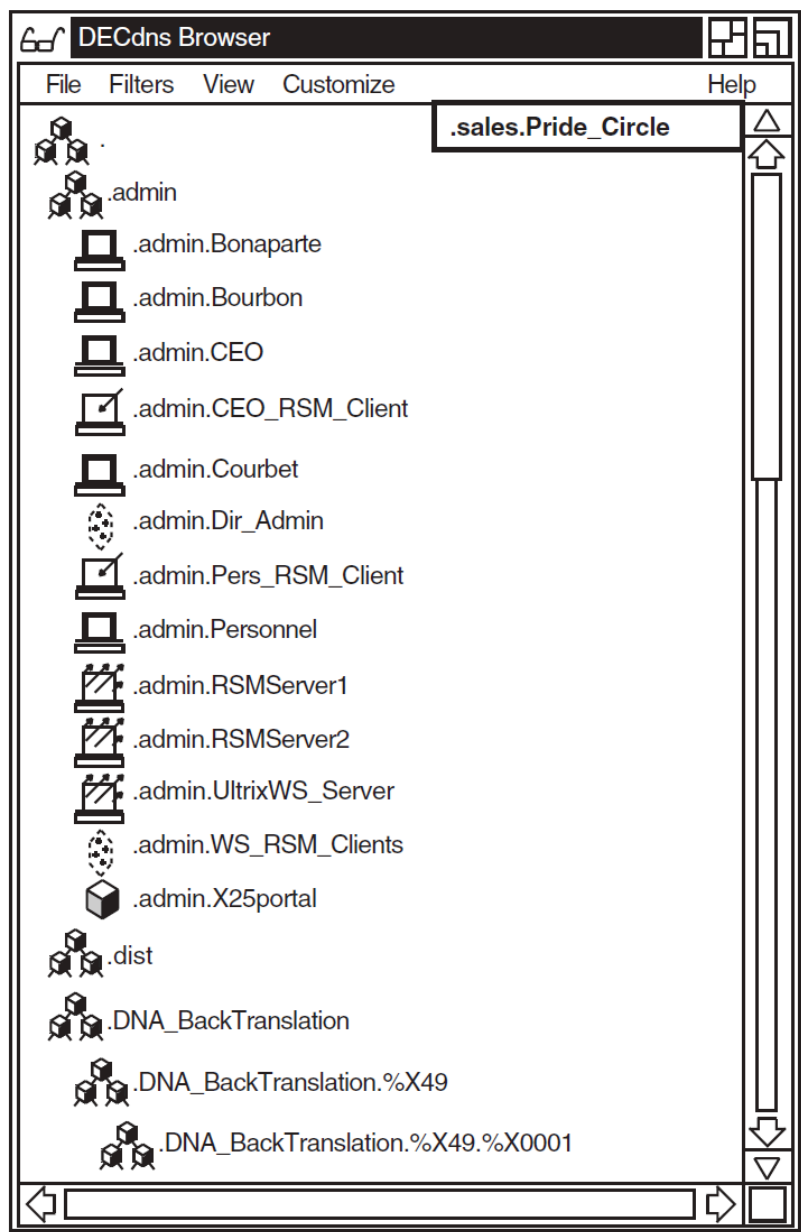 DECdns Browser
File Filters View Customize Help
.sales.Pride_Circle
.
.admin
.admin.Bonaparte
.admin.Bourbon
.admin.CEO
.admin.CEO_RSM_Client
.admin.Courbet
.admin.Dir_Admin
.admin.Pers_RSM_Client
.admin.Personnel
.admin.RSMServer1
.admin.RSMServer2
.admin.UltrixWS_Server
.admin.WS_RSM_Clients
.admin.X25portal
.dist
.DNA_BackTranslation
.DNA_BackTranslation.%X49
.DNA_BackTranslation.%X49.%X0001